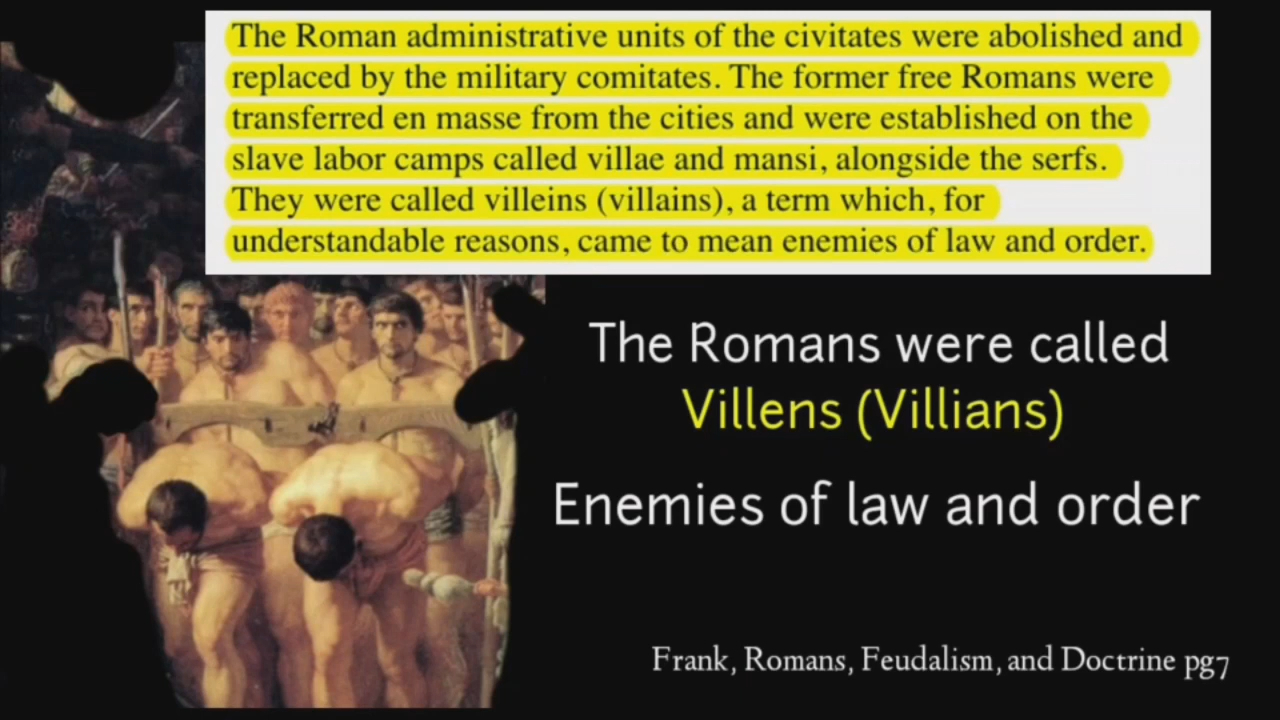 The Roman administrative units of the civitates were abolished and
replaced by the military comitates. The former free Romans were
transferred en masse from the cities and were established on the
slave labor camps called villae and mansi, alongside the serfs.
They were called villeins (villains), a term which, for
understandable reasons, came to mean enemies of law and order.
The Romans were called
Villens (Villians)
Enemies of law and order
Frank, Romans, Feudalism, and Doctrine pg7